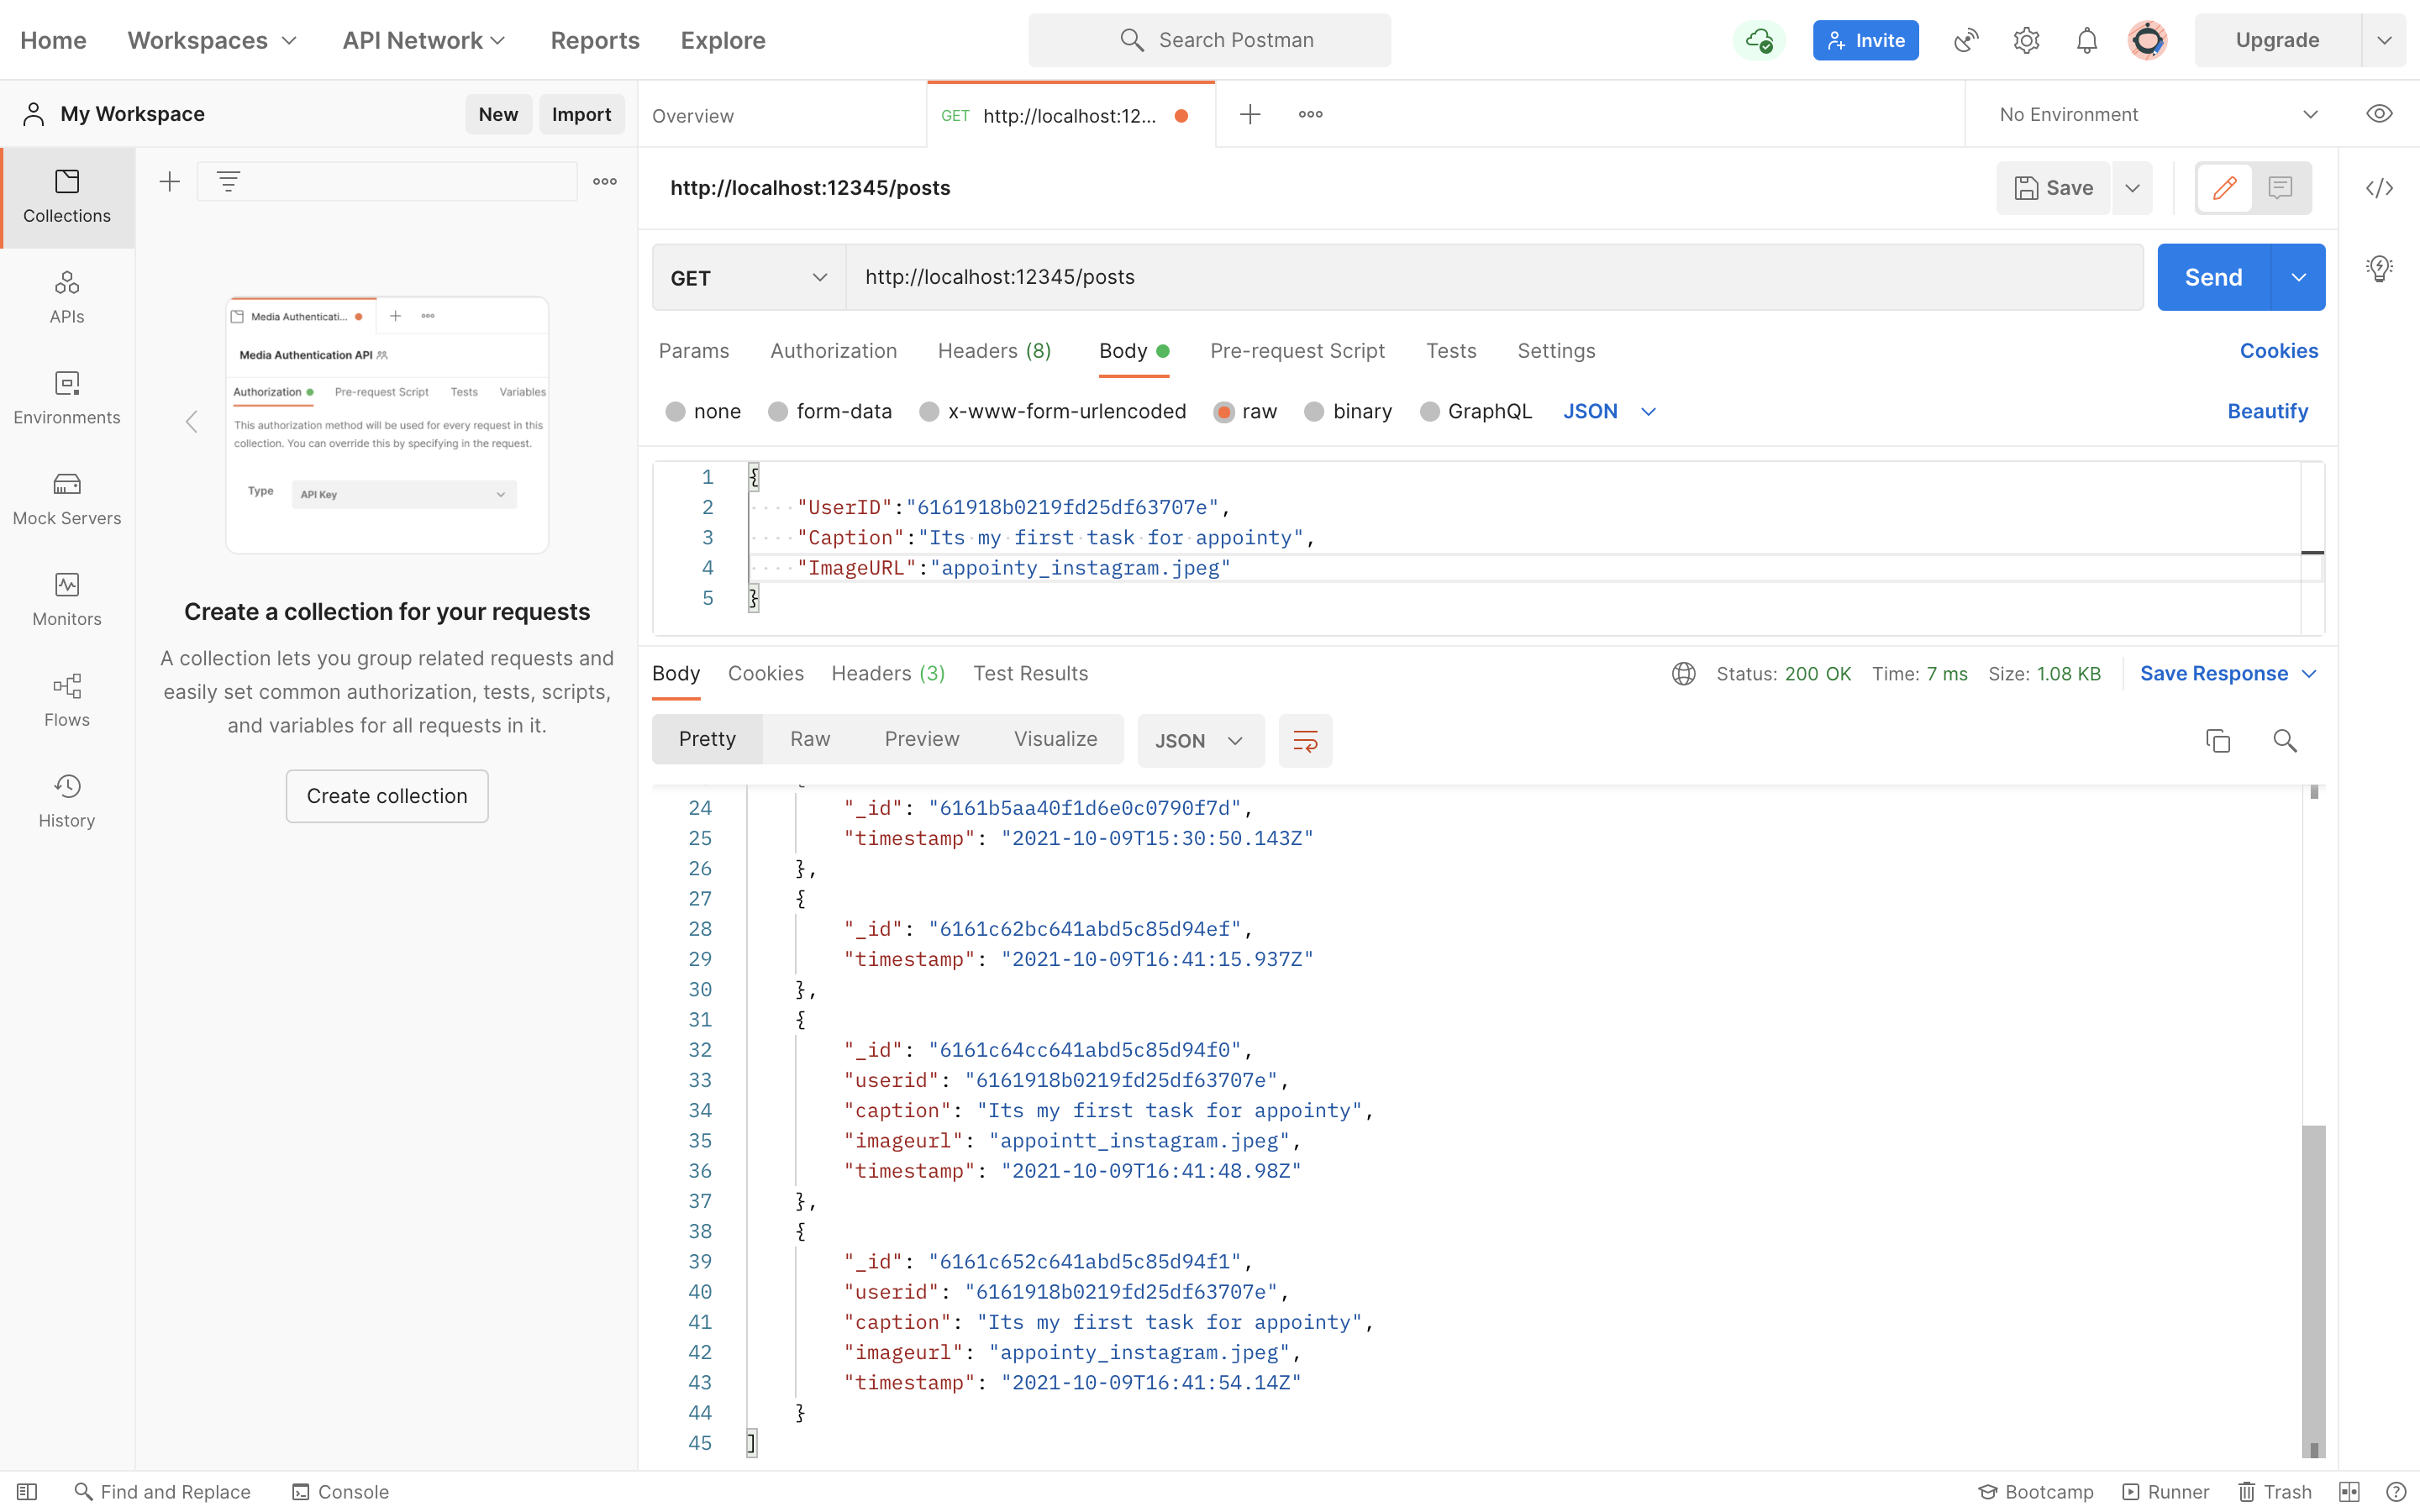 Home Workspaces API Network Reports Explore Search Postman Invite Upgrade
My Workspace New Import Overview GET http://localhost:12... No Environment
http://localhost:12345/posts Save
GET http://localhost:12345/posts Send
Params Authorization Headers (8) Body Pre-request Script Tests Settings Cookies
none form-data x-www-form-urlencoded raw binary GraphQL JSON Beautify
1 {
2 "UserID":"6161918b0219fd25df63707e",
3 "Caption":"Its my first task for appointy",
4 "ImageURL":"appointy_instagram.jpeg"
5 }
Collections
APIs
Environments
Mock Servers
Monitors
Flows
History
Media Authenticati...
Media Authentication API
Authorization Pre-request Script Tests Variables
This authorization method will be used for every request in this
collection. You can override this by specifying in the request.
Type API Key
Create a collection for your requests
A collection lets you group related requests and
easily set common authorization, tests, scripts,
and variables for all requests in it.
Create collection
Body Cookies Headers (3) Test Results Status: 200 OK Time: 7 ms Size: 1.08 KB Save Response
Pretty Raw Preview Visualize JSON
24 "_id": "6161b5aa40f1d6e0c0790f7d",
25 "timestamp": "2021-10-09T15:30:50.143Z"
26 },
27 {
28 "_id": "6161c62bc641abd5c85d94ef",
29 "timestamp": "2021-10-09T16:41:15.937Z"
30 },
31 {
32 "_id": "6161c64cc641abd5c85d94f0",
33 "userid": "6161918b0219fd25df63707e",
34 "caption": "Its my first task for appointy",
35 "imageurl": "appointt_instagram.jpeg",
36 "timestamp": "2021-10-09T16:41:48.98Z"
37 },
38 {
39 "_id": "6161c652c641abd5c85d94f1",
40 "userid": "6161918b0219fd25df63707e",
41 "caption": "Its my first task for appointy",
42 "imageurl": "appointy_instagram.jpeg",
43 "timestamp": "2021-10-09T16:41:54.14Z"
44 }
45 ]
Find and Replace Console Bootcamp Runner Trash